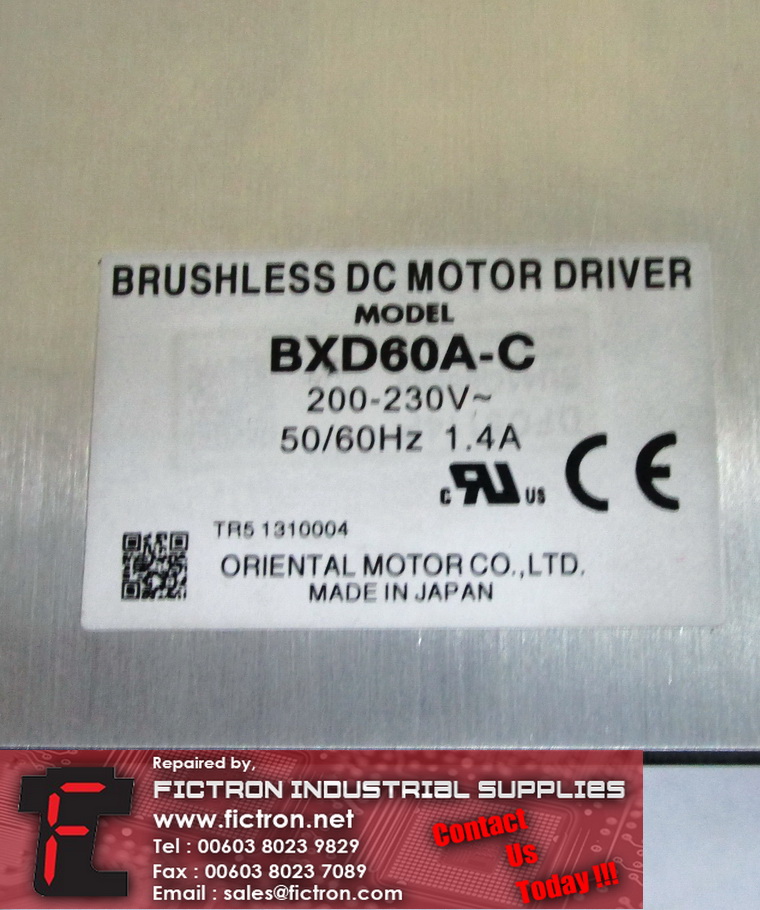 BRUSHLESS DC MOTOR DRIVER
MODEL
BXD60A-C
200-230V~
50/60Hz 1.4A
C RU US CE
TR5 1310004
ORIENTAL MOTOR CO.,LTD.
MADE IN JAPAN
Repaired by,
FICTRON INDUSTRIAL SUPPLIES
www.fictron.net
Tel : 00603 8023 9829
Fax : 00603 8023 7089
Email : sales@fictron.com
Contact
Us
Today !!!